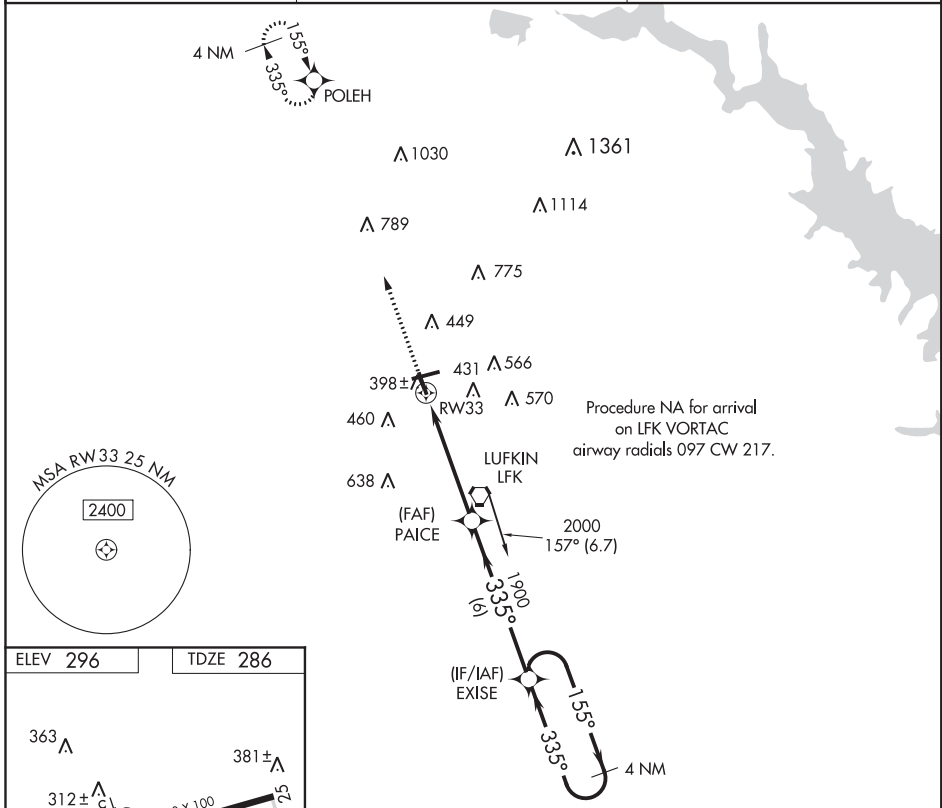 155°
4 NM
335°
POLEH
1030
1361
1114
789
775
449
431
566
398±
570
RW33
460
Procedure NA for arrival
on LFK VORTAC
airway radials 097 CW 217.
LUFKIN
LFK
638
MSA RW33 25 NM
2400
(FAF)
PAICE
2000
157° (6.7)
1900
335°
(6)
(IF/IAF)
EXISE
155°
335°
4 NM
ELEV 296
TDZE 286
363
381±
312±
X 100
25